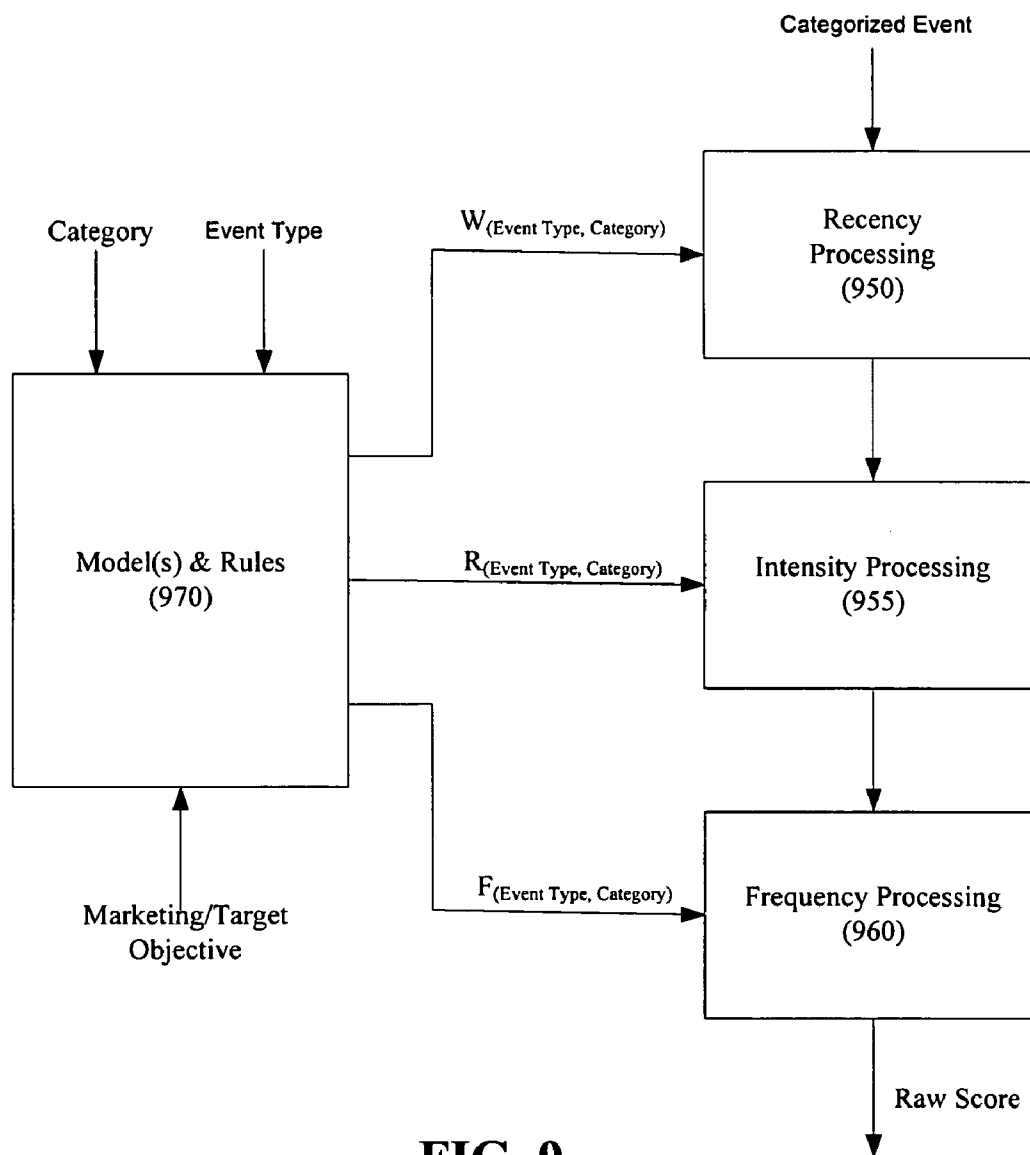 Categorized Event
Recency
Processing
(950)
Category
Event Type
W(Event Type, Category)
Model(s) & Rules
(970)
R(Event Type, Category)
Intensity Processing
(955)
F(Event Type, Category)
Frequency Processing
(960)
Marketing/Target
Objective
Raw Score
FIG.